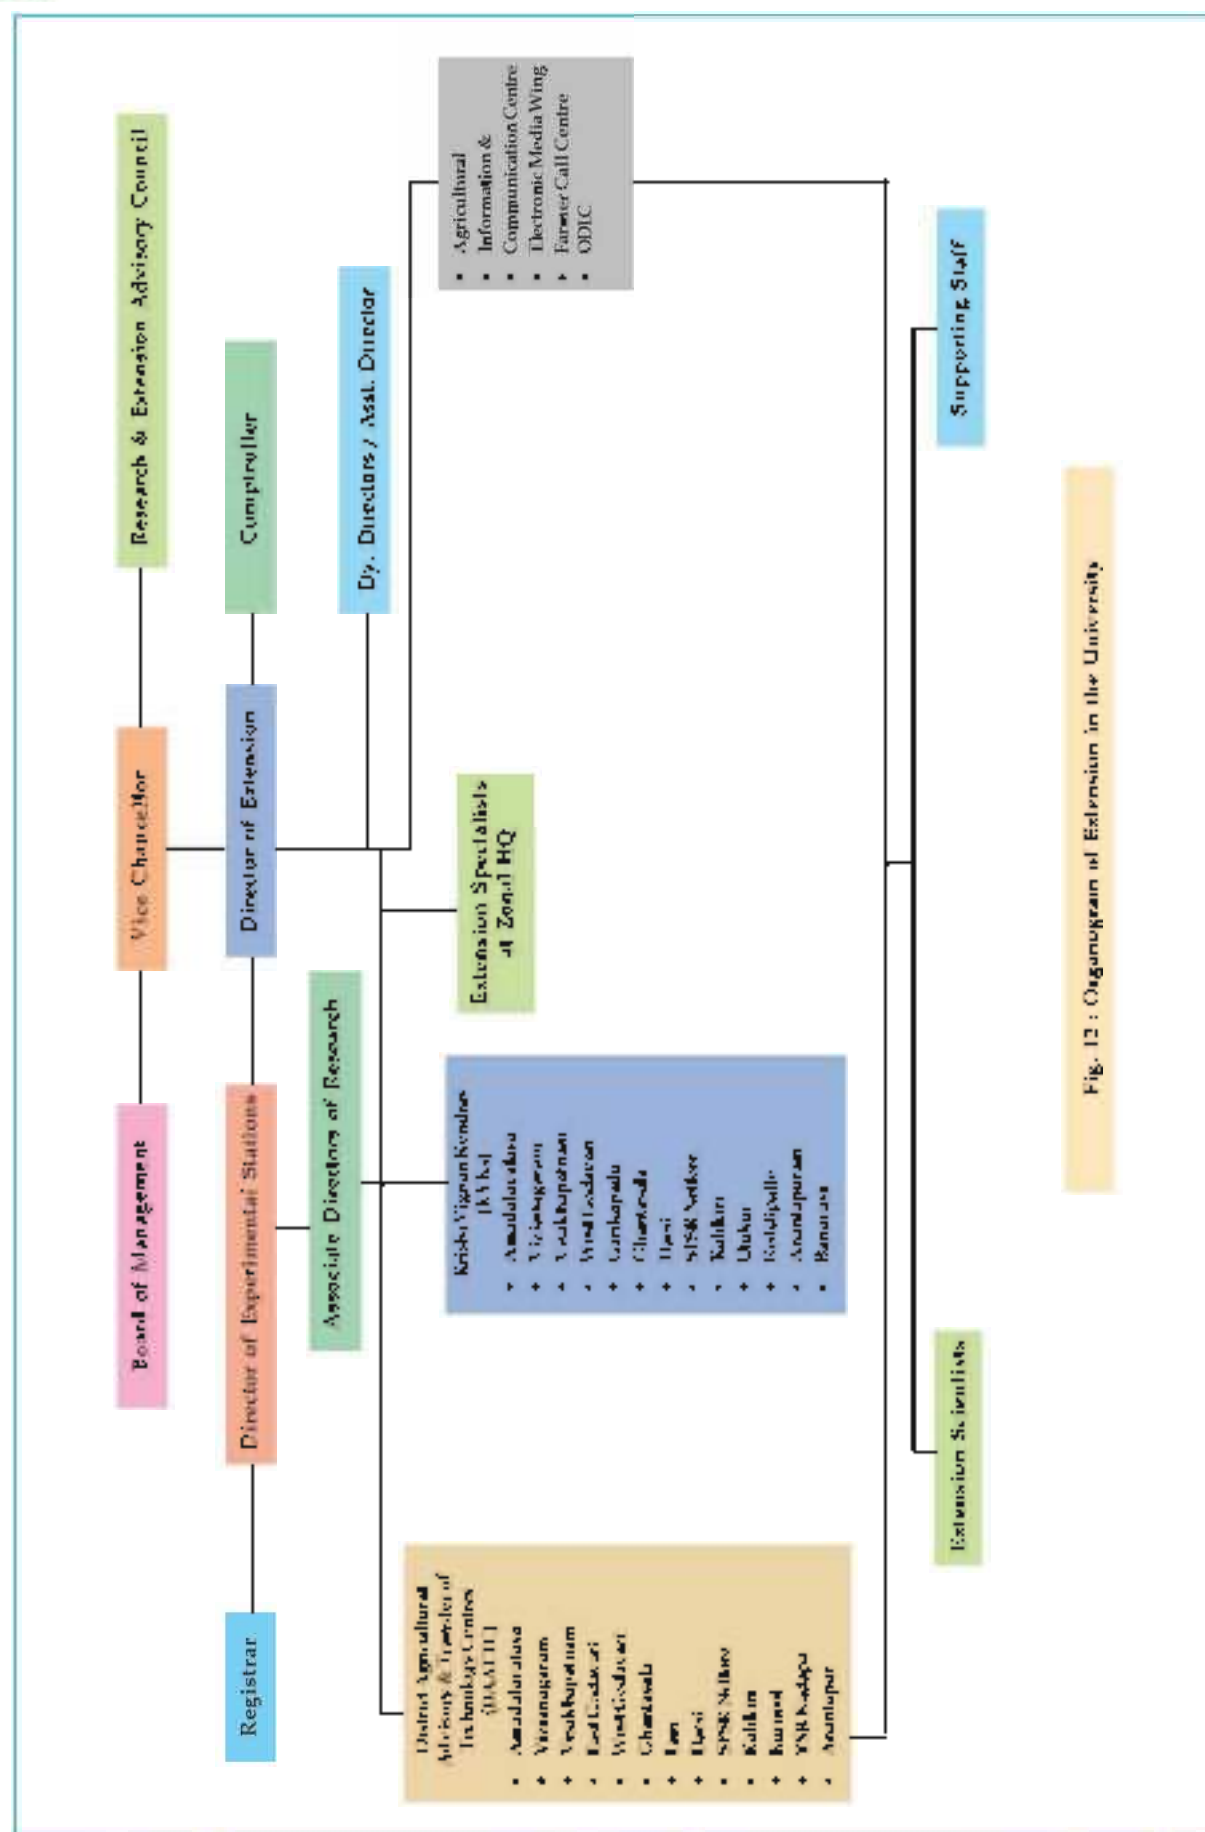 Board of Management
Vice Chancellor
Research & Extension Advisory Council
Registrar
Director of Experimental Stations
Director of Extension
Comptroller
Associate Directors of Research
Dy. Directors / Asst. Director
District Agricultural
Advisory & Transfer of
Technology Centres
(DAATTC)
• Amadalavalasa
• Vizianagaram
• Visakhapatnam
• East Godavari
• West Godavari
• Ghantasala
• Darsi
• SPSR Nellore
• Kalikiri
• Kurnool
• YSR Kadapa
• Anantapur
Krishi Vignan Kendras
[KVKs]
• Amadalavalasa
• Vizianagaram
• Visakhapatnam
• West Godavari
• Garikapadu
• Ghantasala
• Darsi
• SPSR Nellore
• Kalikiri
• Utukur
• Reddipalle
• Banavasi
Extension Specialists
at Zonal HQ
• Agricultural
• Information &
• Communication Centre
• Electronic Media Wing
• Farmer Call Centre
• ODLC
Extension Scientists
Supporting Staff
Fig. 12 : Organogram of Extension in the University